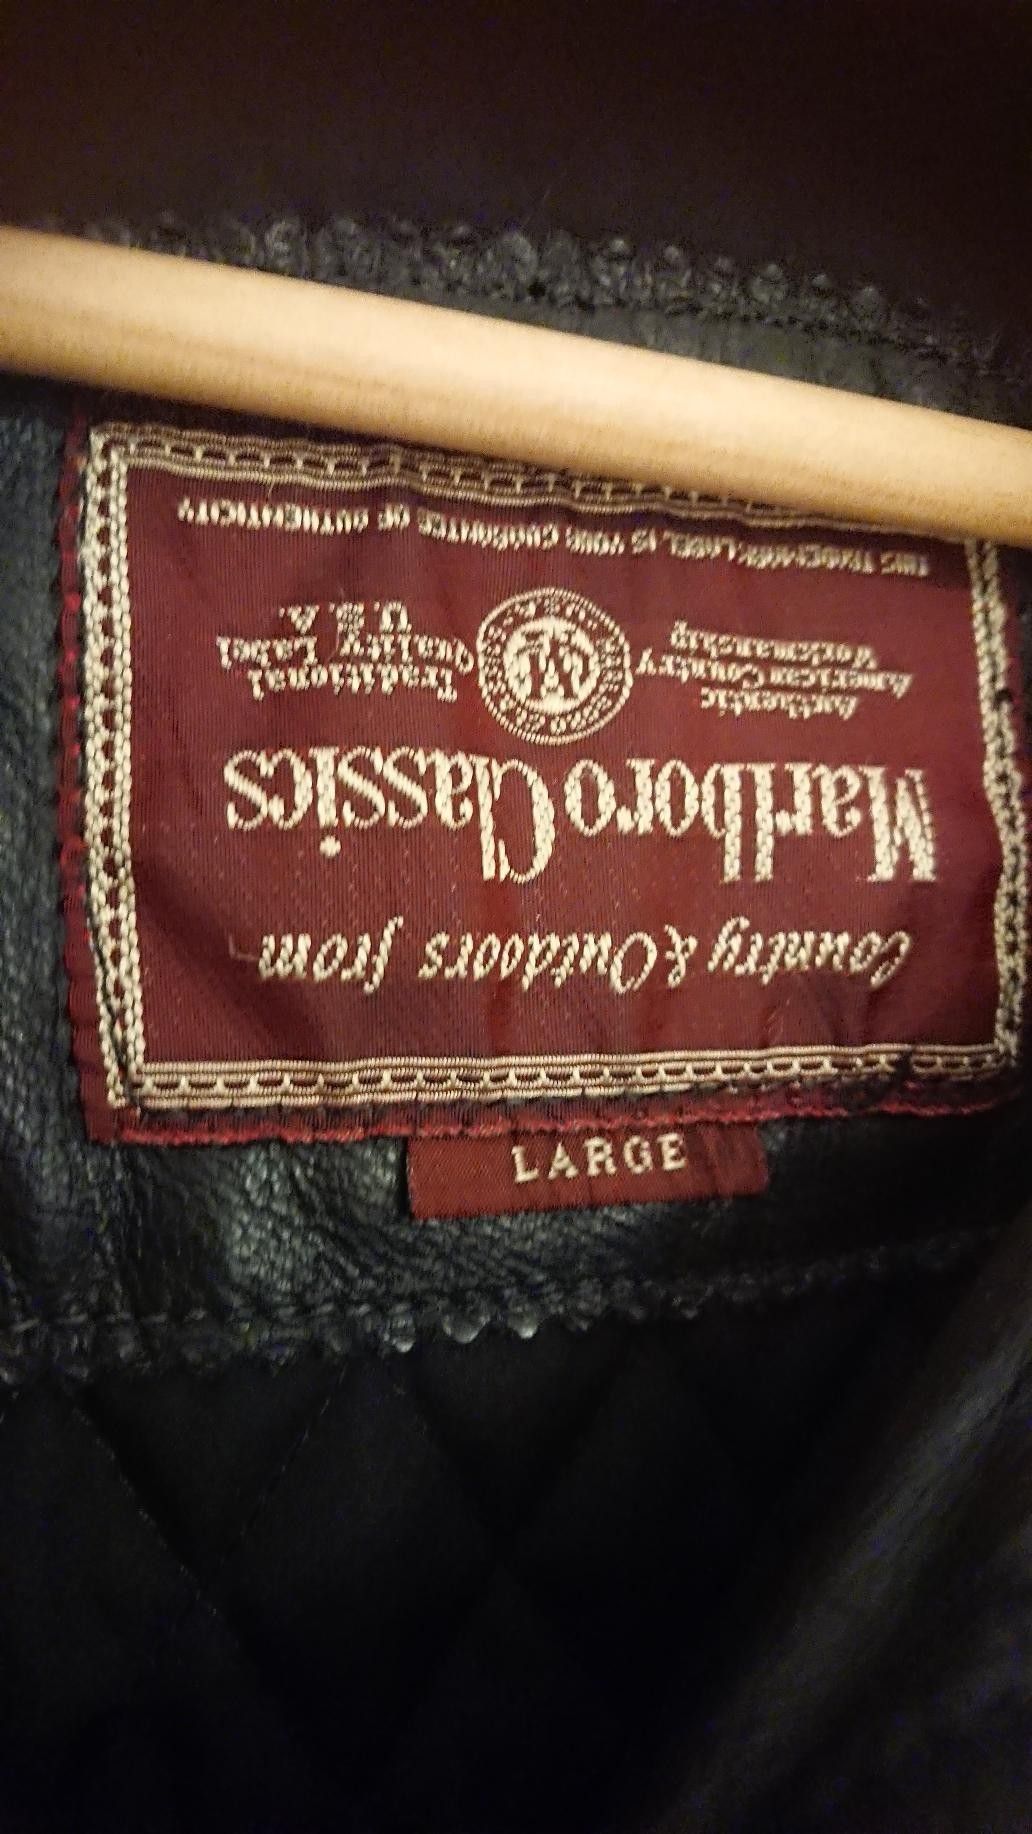 Country & Outdoors from
Marlboro Classics
Authentic
American Country
Workmanship
Traditional
Quality Label
U.S.A.
THIS TRADEMARK LABEL IS YOUR GUARANTEE OF AUTHENTICITY
LARGE